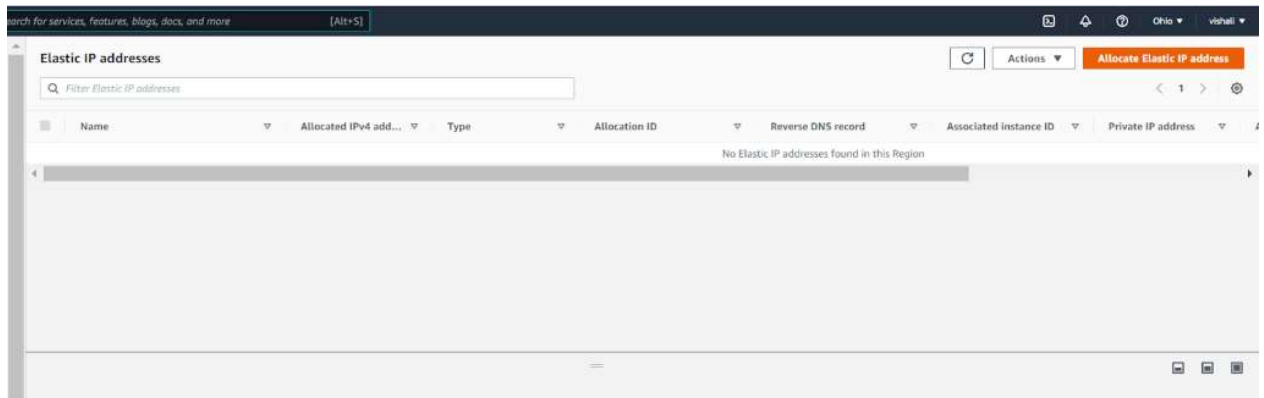 earch for services, features, blogs, docs, and more [Alt+S] Ohio ▼ vishali ▼
Elastic IP addresses Actions ▼ Allocate Elastic IP address
Filter Elastic IP addresses < 1 >
Name Allocated IPv4 add... Type Allocation ID Reverse DNS record Associated instance ID Private IP address
No Elastic IP addresses found in this Region